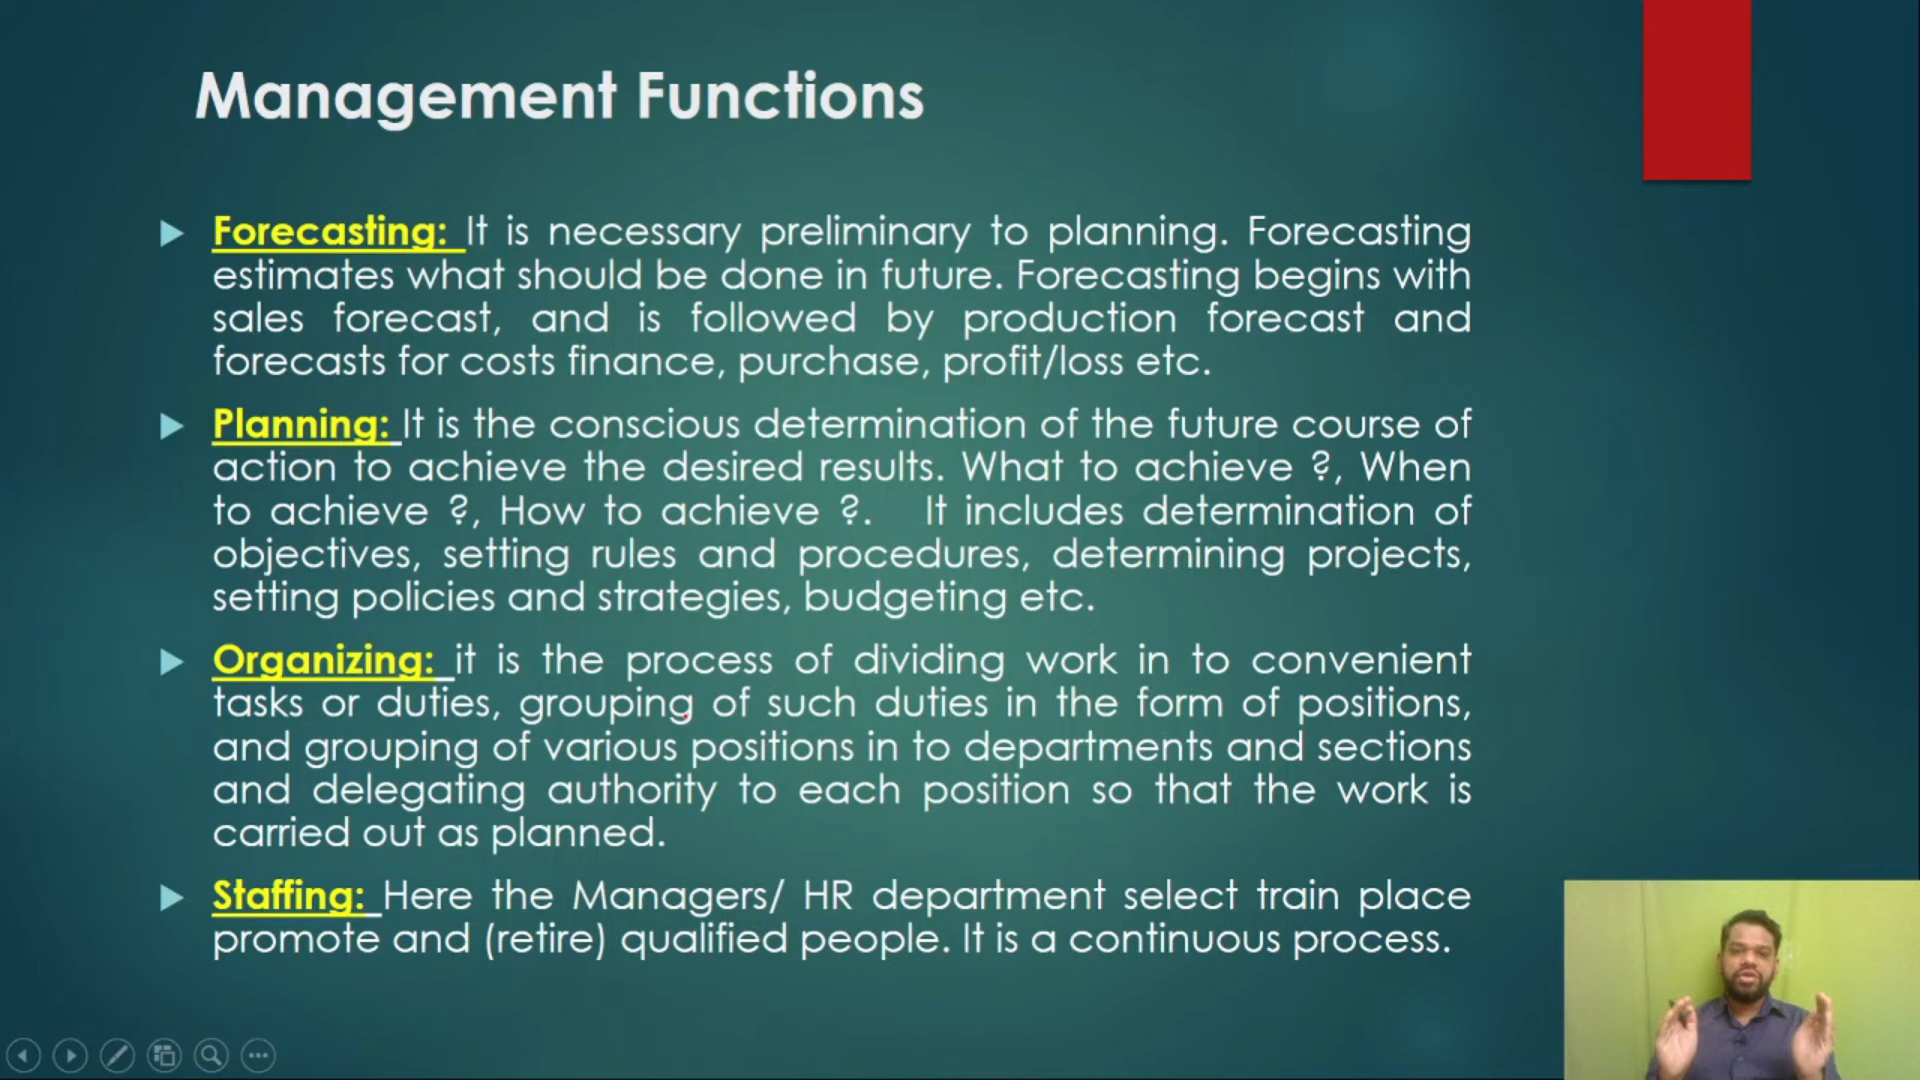 Management Functions
Forecasting: It is necessary preliminary to planning. Forecasting
estimates what should be done in future. Forecasting begins with
sales forecast, and is followed by production forecast and
forecasts for costs finance, purchase, profit/loss etc.
Planning: It is the conscious determination of the future course of
action to achieve the desired results. What to achieve ?, When
to achieve ?, How to achieve ?. It includes determination of
objectives, setting rules and procedures, determining projects,
setting policies and strategies, budgeting etc.
Organizing: it is the process of dividing work in to convenient
tasks or duties, grouping of such duties in the form of positions,
and grouping of various positions in to departments and sections
and delegating authority to each position so that the work is
carried out as planned.
Staffing: Here the Managers/ HR department select train place
promote and (retire) qualified people. It is a continuous process.